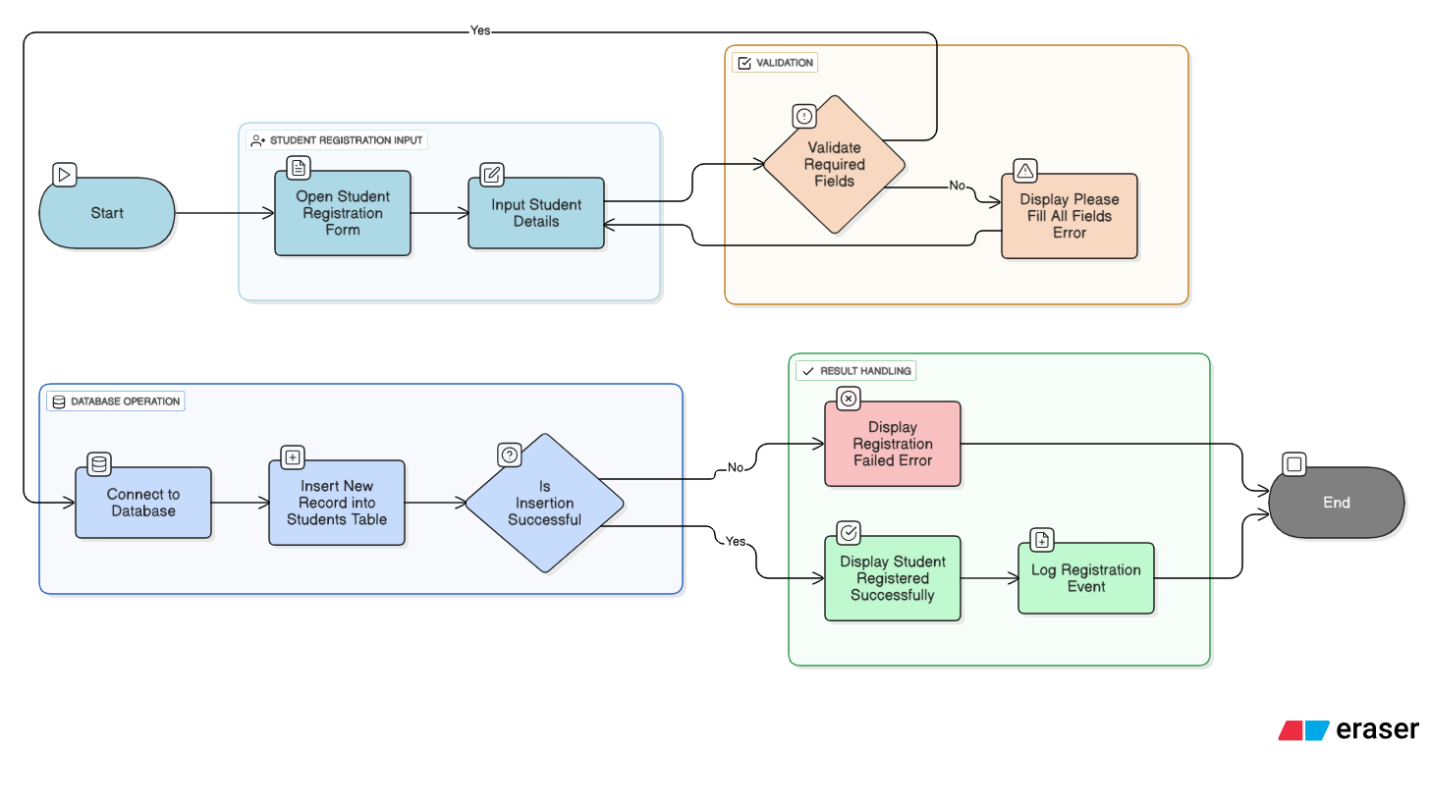 Yes
VALIDATION
STUDENT REGISTRATION INPUT
Start
Open Student
Registration
Form
Input Student
Details
Validate
Required
Fields
No
Display Please
Fill All Fields
Error
DATABASE OPERATION
Connect to
Database
Insert New
Record into
Students Table
Is
Insertion
Successful
No
Yes
RESULT HANDLING
Display
Registration
Failed Error
Display Student
Registered
Successfully
Log Registration
Event
End
eraser